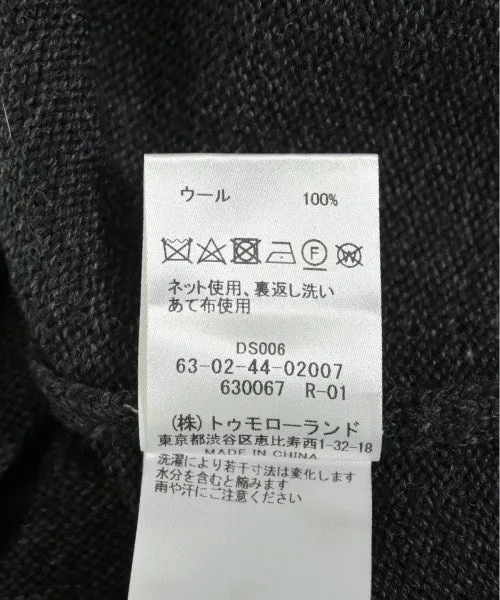 ウール 100%
F W
ネット使用、裏返し洗い
あて布使用
DS006
63-02-44-02007
630067 R-01
(株)トゥモローランド
東京都渋谷区恵比寿西1-32-18
MADE IN CHINA
洗濯により若干寸法は変化します
水分を含むと縮みます
雨や汗にご注意ください